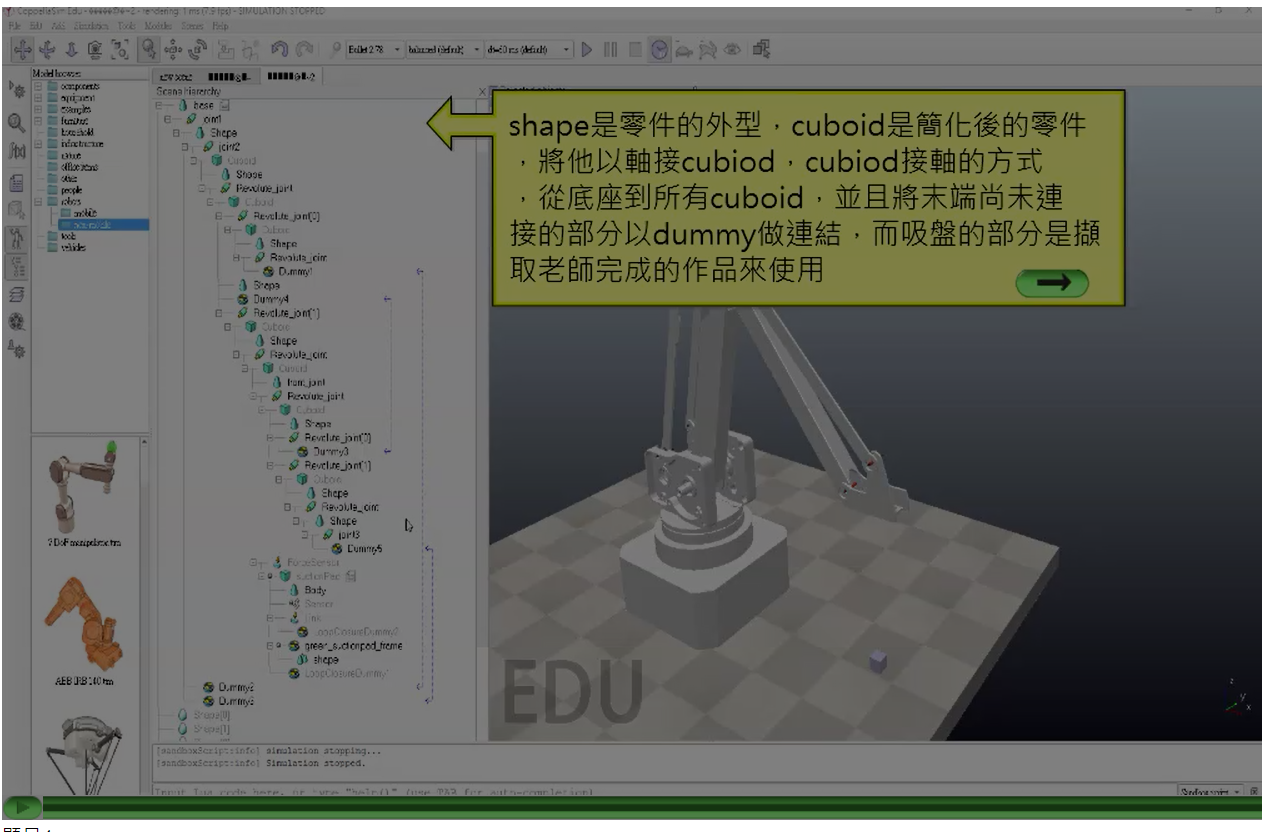 CoppeliaSim Edu - rendering: 1 ms (7.9 fps) - SIMULATION STOPPED
File Edit Add Simulation Tools Modules Scenes Help
Bullet 2.78 balanced (default) dt=50 ms (default)
Model browser
components
equipment
examples
furniture
household
infrastructure
nature
office items
other
people
robots
mobile
non-mobile
tools
vehicles
7 DoF manipulator.ttm
ABB IRB 140.ttm
new scene
Scene hierarchy
base
joint1
Shape
joint2
Cuboid
Shape
Revolute_joint
Cuboid
Revolute_joint[0]
Cuboid
Shape
Revolute_joint
Dummy1
Shape
Dummy4
Revolute_joint[1]
Cuboid
Shape
Revolute_joint
Cuboid
Revolute_joint
Cuboid
Shape
Revolute_joint[0]
Dummy3
Revolute_joint[1]
Cuboid
Shape
Revolute_joint
Shape
joint3
Dummy5
ForceSensor
suctionPad
Body
Sensor
Link
LoopClosureDummy2
green_suctionpad_frame
shape
LoopClosureDummy1
Dummy2
Shape[0]
Shape[1]
Selected objects:
shape是零件的外型，cuboid是簡化後的零件
，將他以軸接cubiod，cubiod接軸的方式
，從底座到所有cuboid，並且將末端尚未連
接的部分以dummy做連結，而吸盤的部分是擷
取老師完成的作品來使用
EDU
z
y
x
[sandboxScript:info] simulation stopping...
[sandboxScript:info] Simulation stopped.
Input Lua code here, or type "help()" (use TAB for auto-completion)
Sandbox script